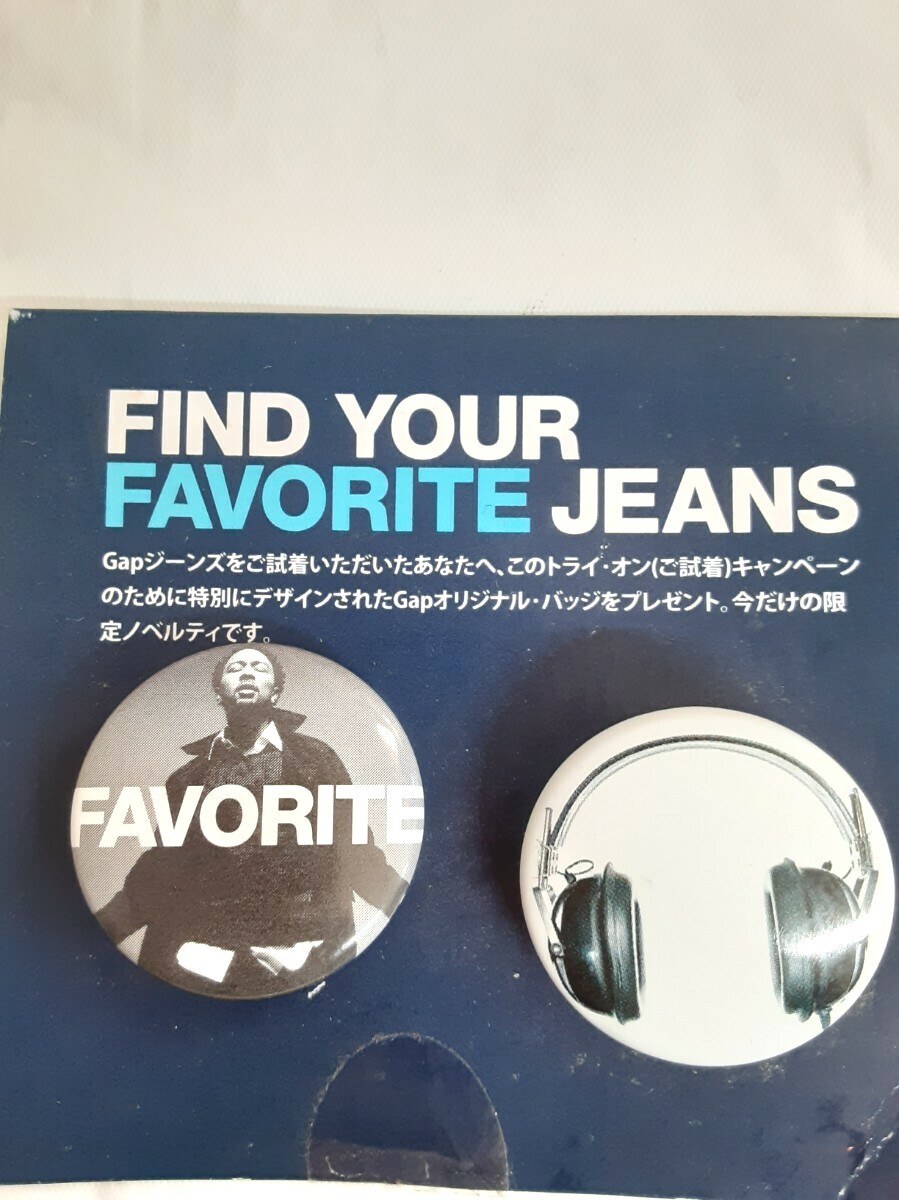 FIND YOUR
FAVORITE JEANS
Gapジーンズをご試着いただいたあなたへ、このトライ・オン(ご試着)キャンペーン
のために特別にデザインされたGapオリジナル・バッジをプレゼント。今だけの限
定ノベルティです。
FAVORITE